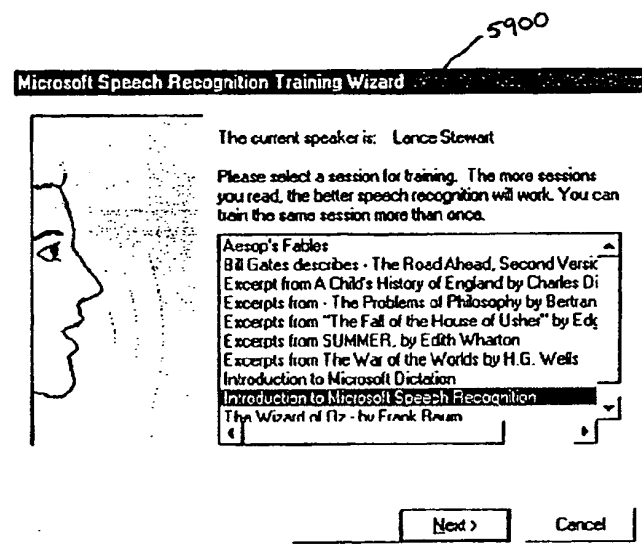 5900
Microsoft Speech Recognition Training Wizard
The current speaker is: Lance Stewart
Please select a session for training. The more sessions
you read, the better speech recognition will work. You can
train the same session more than once.
Aesop's Fables
Bill Gates describes - The Road Ahead, Second Versic
Excerpt from A Child's History of England by Charles Di
Excerpts from - The Problems of Philosophy by Bertran
Excerpts from "The Fall of the House of Usher" by Edg
Excerpts from SUMMER, by Edith Wharton
Excerpts from The War of the Worlds by H.G. Wells
Introduction to Microsoft Dictation
Introduction to Microsoft Speech Recognition
The Wizard of Oz - by Frank Baum
Next >
Cancel